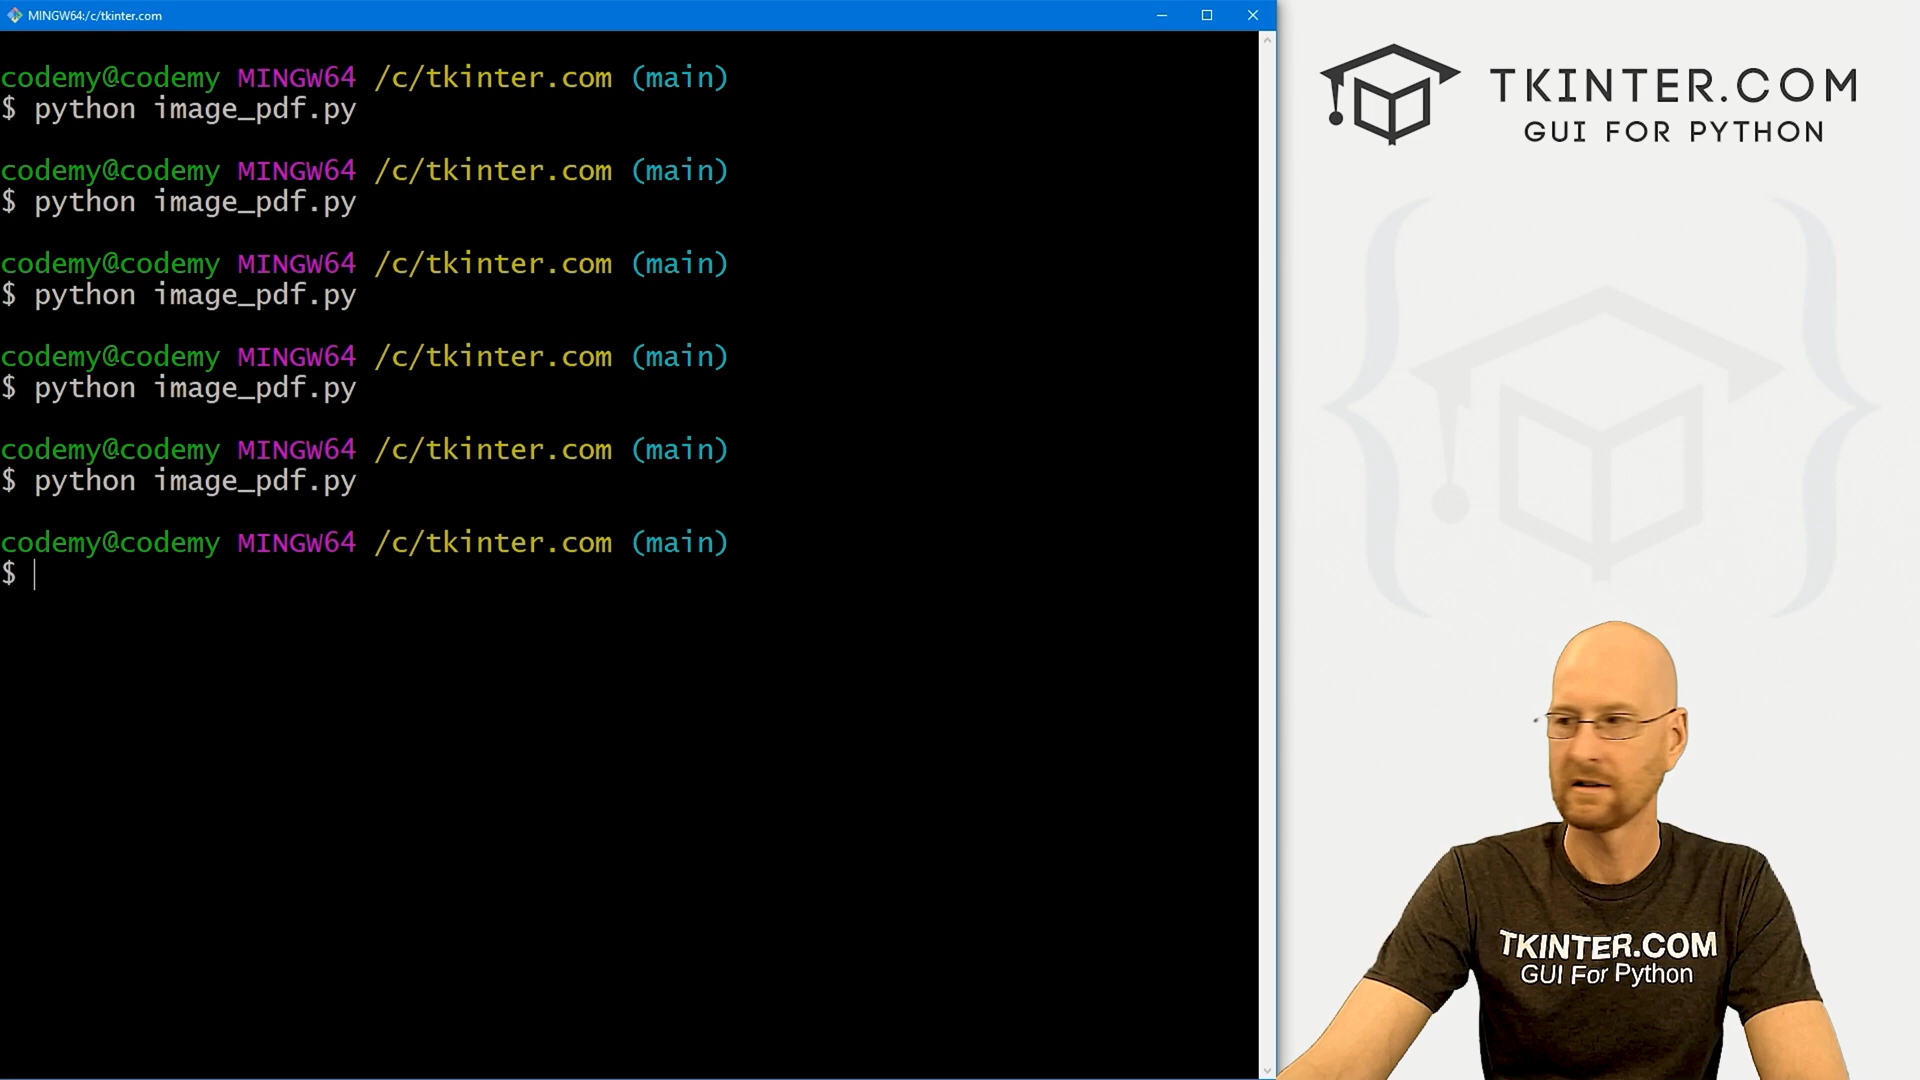 MINGW64:/c/tkinter.com
codemy@codemy MINGW64 /c/tkinter.com (main)
$ python image_pdf.py
codemy@codemy MINGW64 /c/tkinter.com (main)
$ python image_pdf.py
codemy@codemy MINGW64 /c/tkinter.com (main)
$ python image_pdf.py
codemy@codemy MINGW64 /c/tkinter.com (main)
$ python image_pdf.py
codemy@codemy MINGW64 /c/tkinter.com (main)
$ python image_pdf.py
codemy@codemy MINGW64 /c/tkinter.com (main)
$
TKINTER.COM
GUI FOR PYTHON
TKINTER.COM
GUI For Python